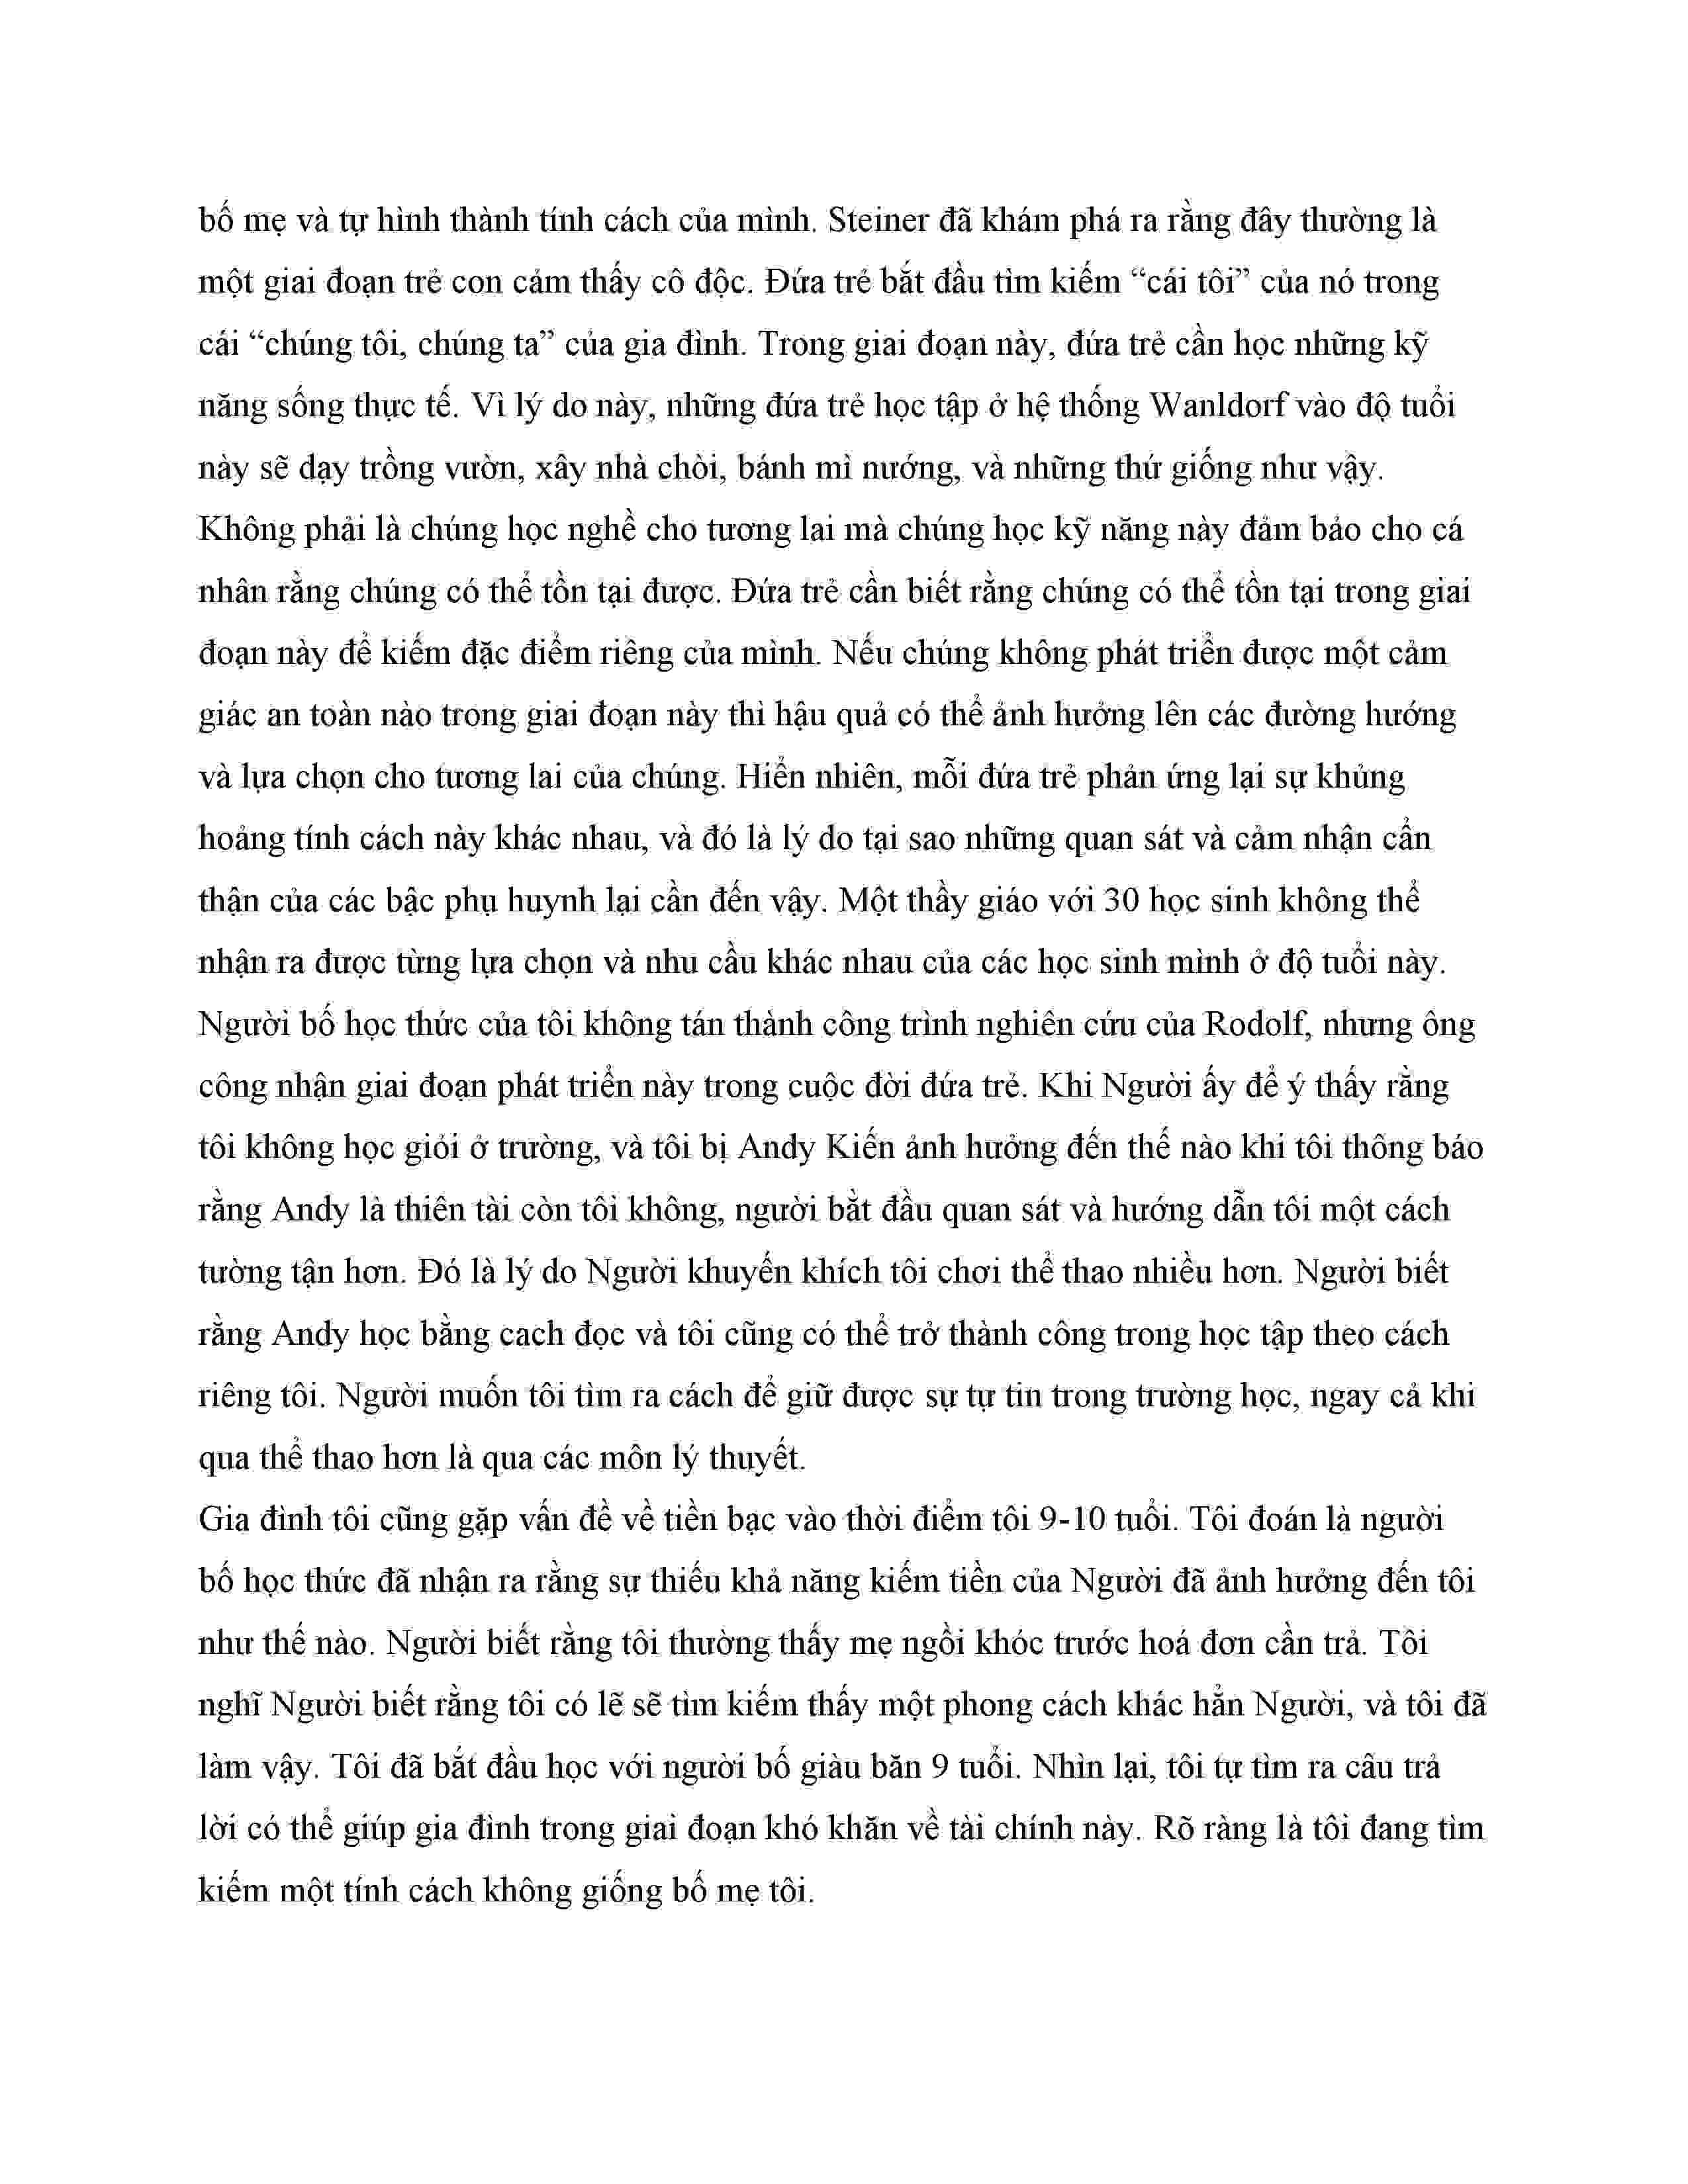 bố mẹ và tự hình thành tính cách của mình. Steiner đã khám phá ra rằng đây thường là
một giai đoạn trẻ con cảm thấy cô độc. Đứa trẻ bắt đầu tìm kiếm “cái tôi” của nó trong
cái “chúng tôi, chúng ta” của gia đình. Trong giai đoạn này, đứa trẻ cần học những kỹ
năng sống thực tế. Vì lý do này, những đứa trẻ học tập ở hệ thống Wanldorf vào độ tuổi
này sẽ dạy trồng vườn, xây nhà chòi, bánh mì nướng, và những thứ giống như vậy.
Không phải là chúng học nghề cho tương lai mà chúng học kỹ năng này đảm bảo cho cá
nhân rằng chúng có thể tồn tại được. Đứa trẻ cần biết rằng chúng có thể tồn tại trong giai
đoạn này để kiếm đặc điểm riêng của mình. Nếu chúng không phát triển được một cảm
giác an toàn nào trong giai đoạn này thì hậu quả có thể ảnh hưởng lên các đường hướng
và lựa chọn cho tương lai của chúng. Hiển nhiên, mỗi đứa trẻ phản ứng lại sự khủng
hoảng tính cách này khác nhau, và đó là lý do tại sao những quan sát và cảm nhận cẩn
thận của các bậc phụ huynh lại cần đến vậy. Một thầy giáo với 30 học sinh không thể
nhận ra được từng lựa chọn và nhu cầu khác nhau của các học sinh mình ở độ tuổi này.
Người bố học thức của tôi không tán thành công trình nghiên cứu của Rodolf, nhưng ông
công nhận giai đoạn phát triển này trong cuộc đời đứa trẻ. Khi Người ấy để ý thấy rằng
tôi không học giỏi ở trường, và tôi bị Andy Kiến ảnh hưởng đến thế nào khi tôi thông báo
rằng Andy là thiên tài còn tôi không, người bắt đầu quan sát và hướng dẫn tôi một cách
tường tận hơn. Đó là lý do Người khuyến khích tôi chơi thể thao nhiều hơn. Người biết
rằng Andy học bằng cach đọc và tôi cũng có thể trở thành công trong học tập theo cách
riêng tôi. Người muốn tôi tìm ra cách để giữ được sự tự tin trong trường học, ngay cả khi
qua thể thao hơn là qua các môn lý thuyết.
Gia đình tôi cũng gặp vấn đề về tiền bạc vào thời điểm tôi 9-10 tuổi. Tôi đoán là người
bố học thức đã nhận ra rằng sự thiếu khả năng kiếm tiền của Người đã ảnh hưởng đến tôi
như thế nào. Người biết rằng tôi thường thấy mẹ ngồi khóc trước hoá đơn cần trả. Tôi
nghĩ Người biết rằng tôi có lẽ sẽ tìm kiếm thấy một phong cách khác hẳn Người, và tôi đã
làm vậy. Tôi đã bắt đầu học với người bố giàu băn 9 tuổi. Nhìn lại, tôi tự tìm ra câu trả
lời có thể giúp gia đình trong giai đoạn khó khăn về tài chính này. Rõ ràng là tôi đang tìm
kiếm một tính cách không giống bố mẹ tôi.